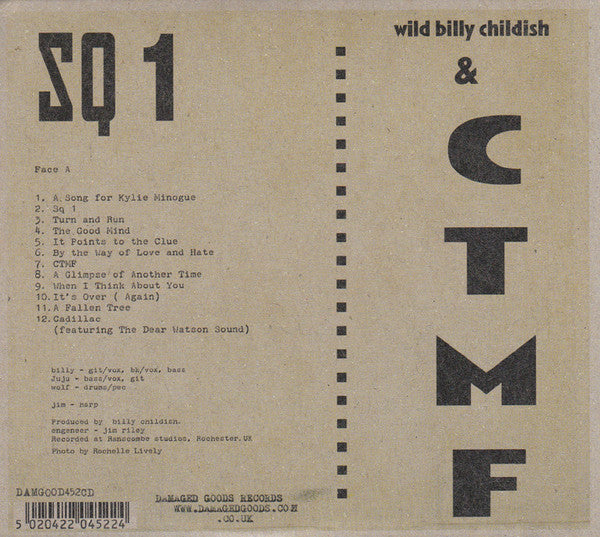 SQ 1
Face A
1. A Song for Kylie Minogue
2. Sq 1
3. Turn and Run
4. The Good Mind
5. It Points to the Clue
6. By the Way of Love and Hate
7. CTMF
8. A Glimpse of Another Time
9. When I Think About You
10. It's Over ( Again)
11. A Fallen Tree
12. Cadillac
(featuring The Dear Watson Sound)
billy - git/vox, bk/vox, bass
Juju - bass/vox, git
wolf - drums/pec
jim - harp
Produced by billy childish.
engeneer - jim riley
Recorded at Ranscombe studios, Rochester.UK
Photo by Rochelle Lively
DAMGOOD452CD
5 020422 045224
DAMAGED GOODS RECORDS
WWW.DAMAGEDGOODS.COM
.CO.UK
wild billy childish
&
C
T
M
F